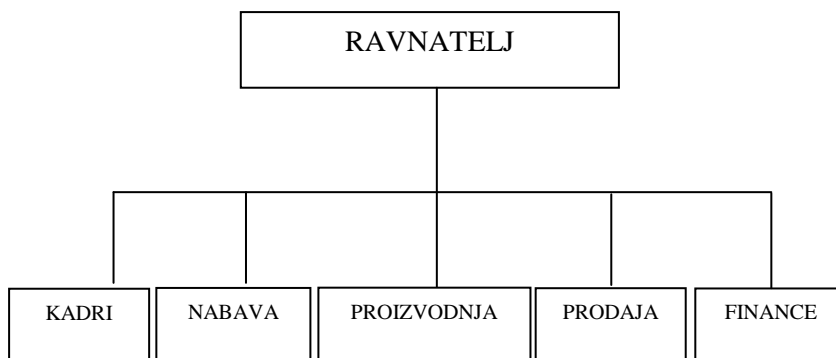 RAVNATELJ
KADRI
NABAVA
PROIZVODNJA
PRODAJA
FINANCE